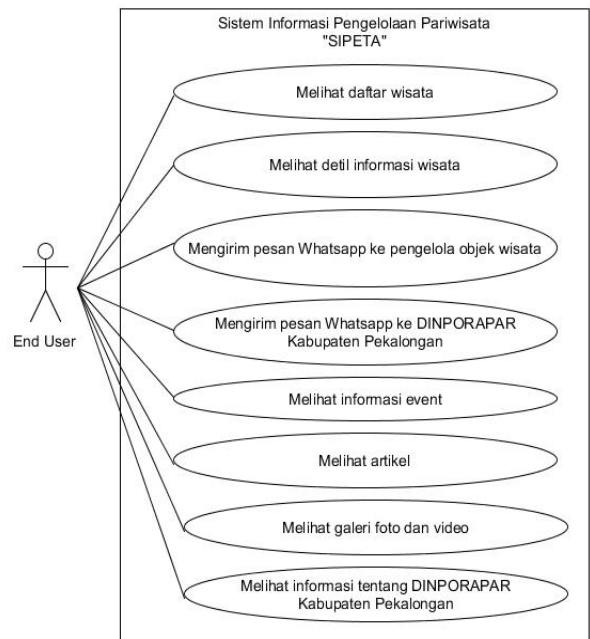 Sistem Informasi Pengelolaan Pariwisata
"SIPETA"
Melihat daftar wisata
Melihat detil informasi wisata
Mengirim pesan Whatsapp ke pengelola objek wisata
Mengirim pesan Whatsapp ke DINPORAPAR
Kabupaten Pekalongan
End User
Melihat informasi event
Melihat artikel
Melihat galeri foto dan video
Melihat informasi tentang DINPORAPAR
Kabupaten Pekalongan